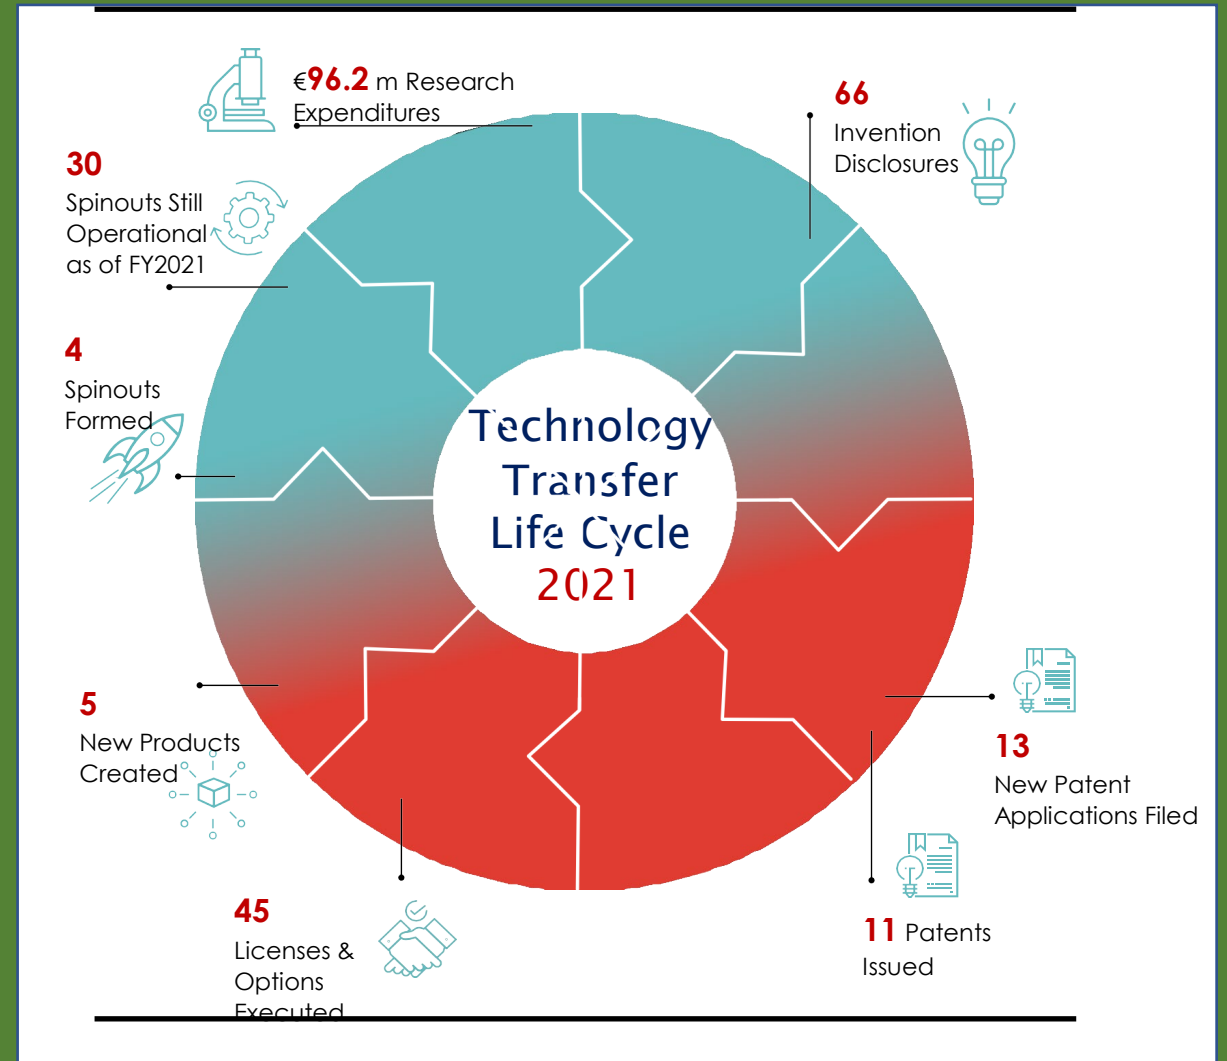 €96.2 m Research
Expenditures
66
Invention
Disclosures
30
Spinouts Still
Operational
as of FY2021
4
Spinouts
Formed
Technology
Transfer
Life Cycle
2021
5
New Products
Created
13
New Patent
Applications Filed
45
Licenses &
Options
Executed
11 Patents
Issued